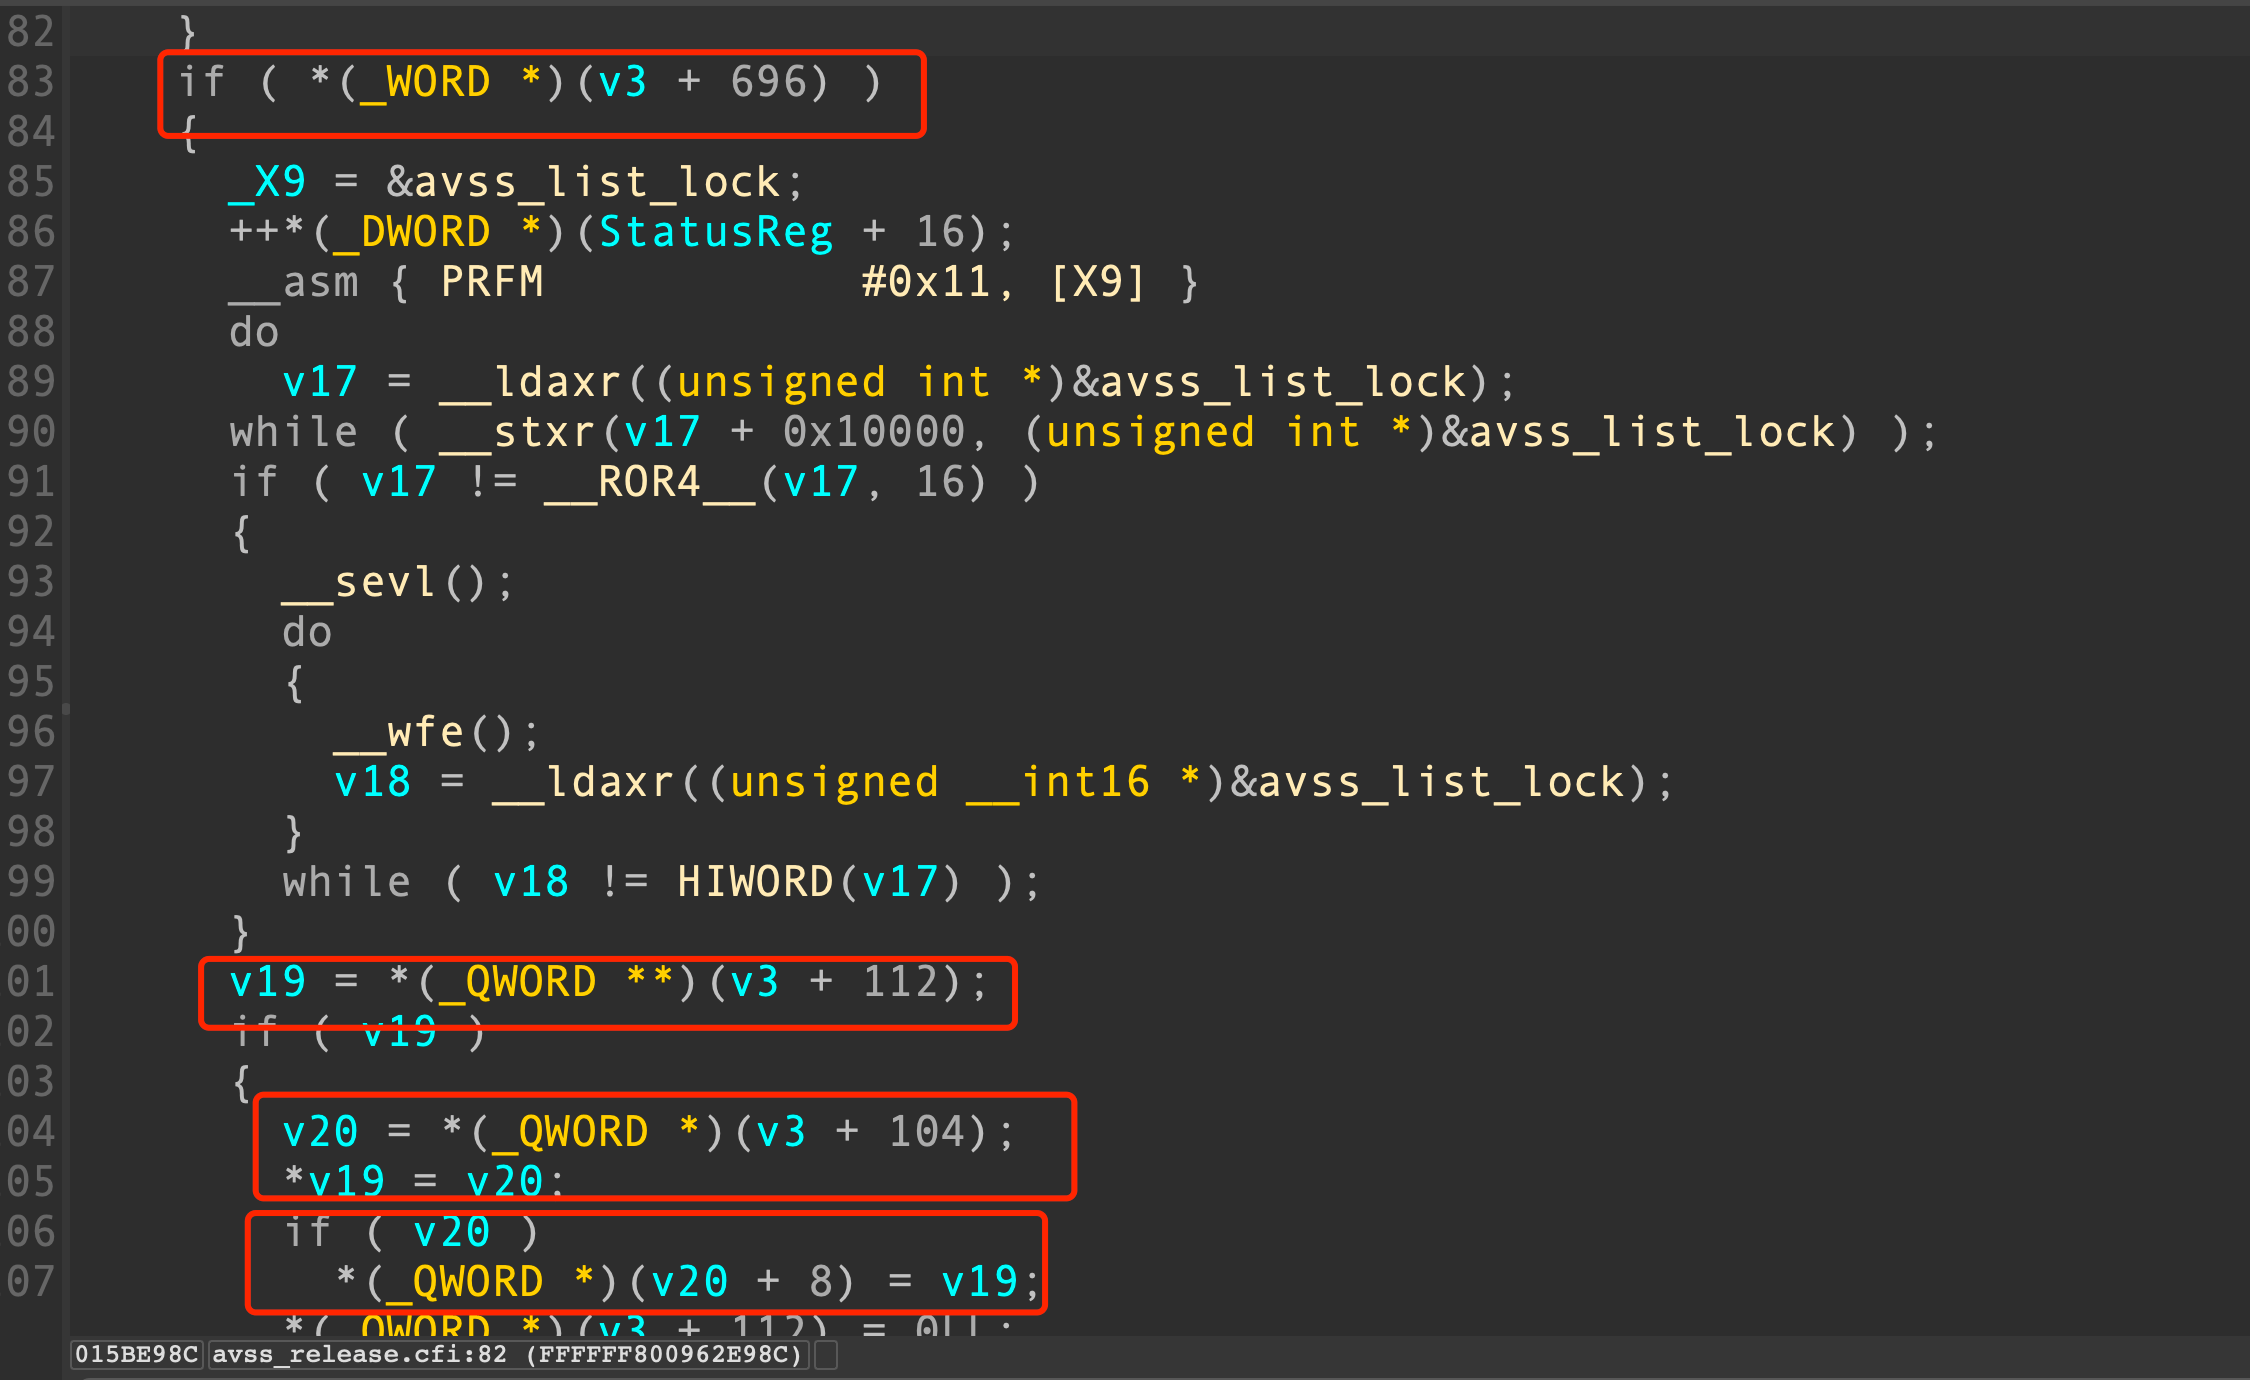 82 }
83 if ( *(_WORD *)(v3 + 696) )
84 {
85 _X9 = &avss_list_lock;
86 ++*(_DWORD *)(StatusReg + 16);
87 __asm { PRFM #0x11, [X9] }
88 do
89 v17 = __ldaxr((unsigned int *)&avss_list_lock);
90 while ( __stxr(v17 + 0x10000, (unsigned int *)&avss_list_lock) );
91 if ( v17 != __ROR4__(v17, 16) )
92 {
93 __sevl();
94 do
95 {
96 __wfe();
97 v18 = __ldaxr((unsigned __int16 *)&avss_list_lock);
98 }
99 while ( v18 != HIWORD(v17) );
00 }
01 v19 = *(_QWORD **)(v3 + 112);
02 if ( v19 )
03 {
04 v20 = *(_QWORD *)(v3 + 104);
05 *v19 = v20;
06 if ( v20 )
07 *(_QWORD *)(v20 + 8) = v19;
*(_QWORD *)(v3 + 112) = 0LL;
015BE98C avss_release.cfi:82 (FFFFFF800962E98C)